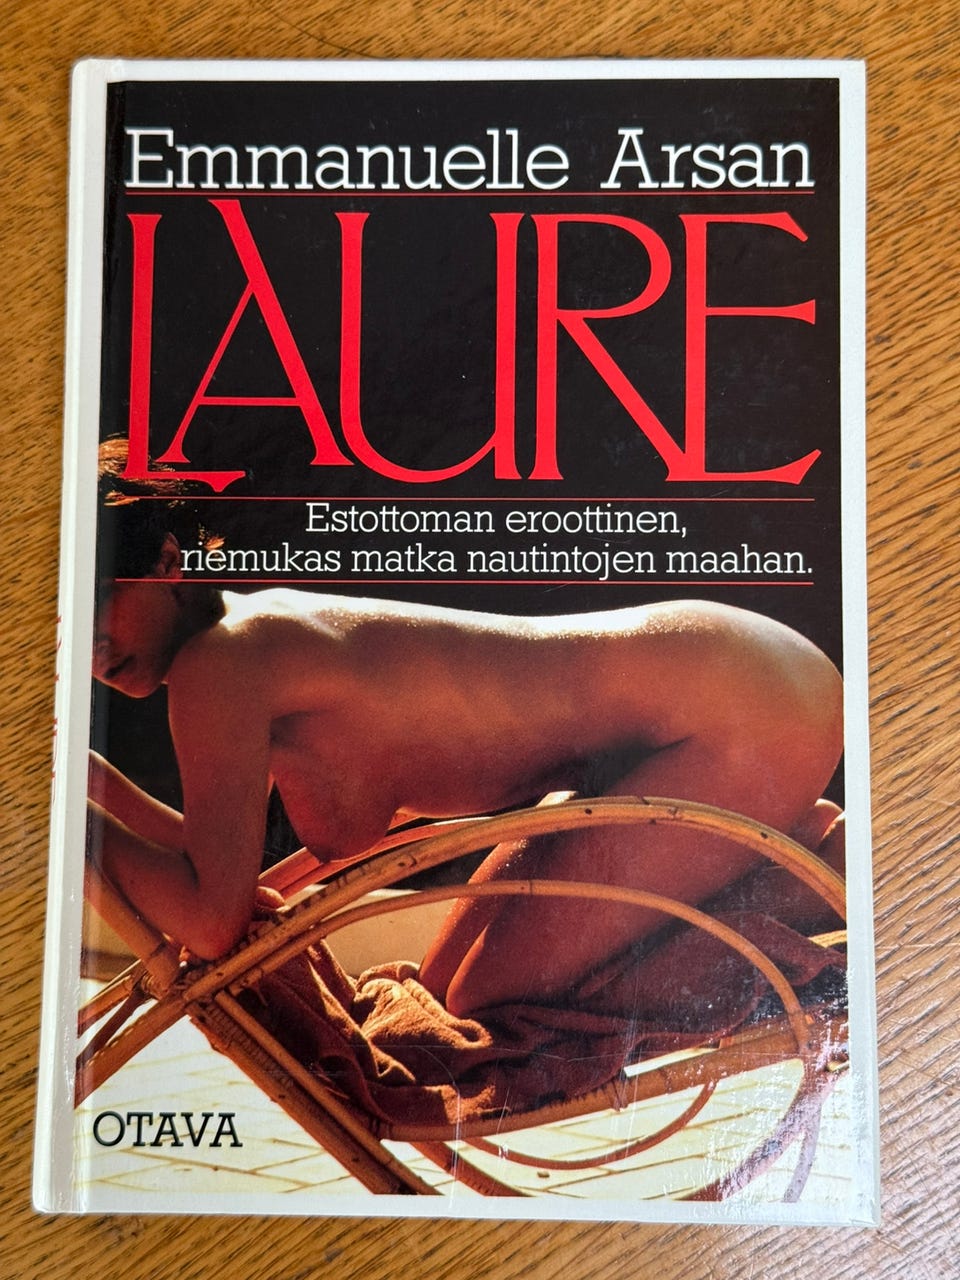 Emmanuelle Arsan
LAURE
Estottoman eroottinen,
riemukas matka nautintojen maahan.
OTAVA